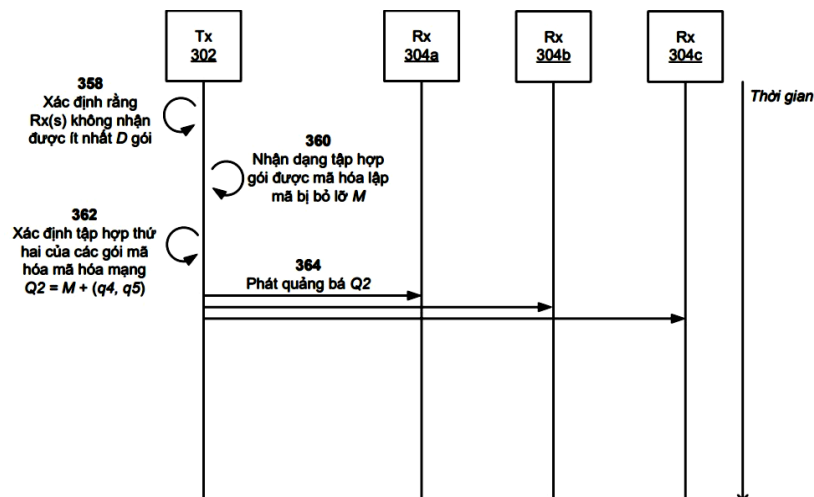 Tx
302
Rx
304a
Rx
304b
Rx
304c
Thời gian
358
Xác định rằng
Rx(s) không nhận
được ít nhất D gói
360
Nhận dạng tập hợp
gói được mã hóa lập
mã bị bỏ lỡ M
362
Xác định tập hợp thứ
hai của các gói mã
hóa mã hóa mạng
Q2 = M + (q4, q5)
364
Phát quảng bá Q2